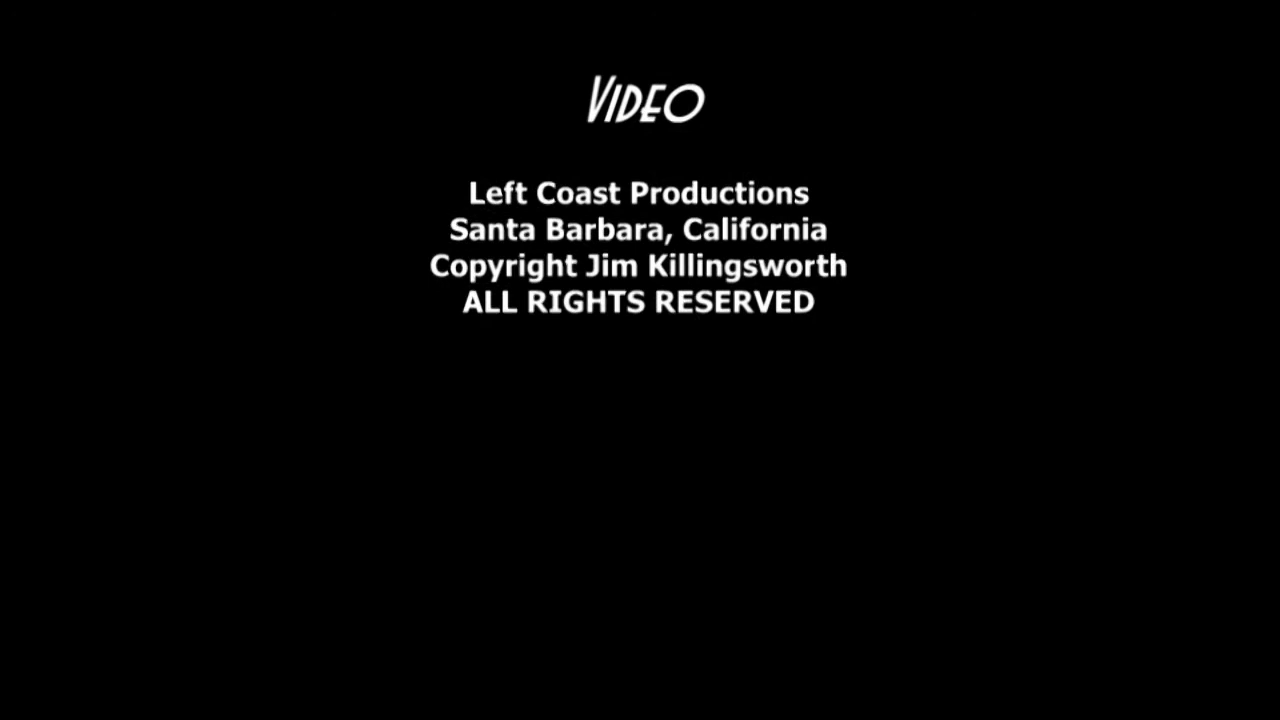 Video
Left Coast Productions
Santa Barbara, California
Copyright Jim Killingsworth
ALL RIGHTS RESERVED